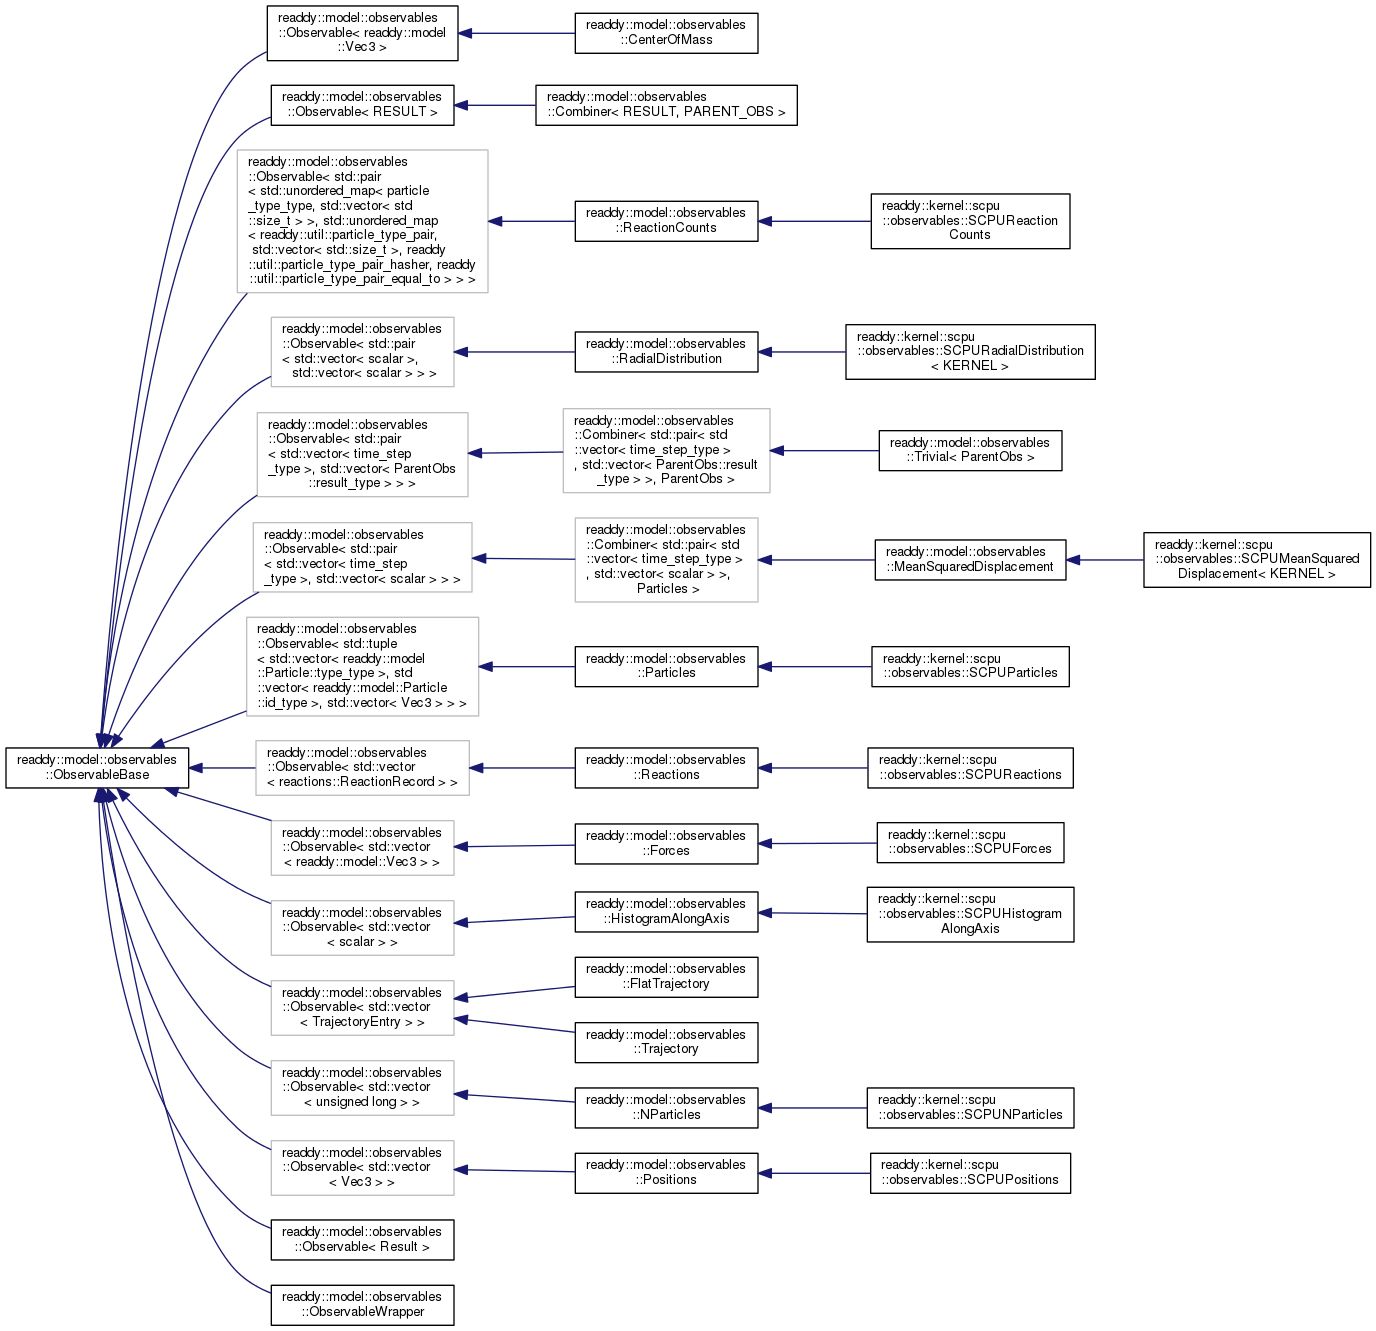 readdy::model::observables
::Observable< readdy::model
::Vec3 >
readdy::model::observables
::CenterOfMass
readdy::model::observables
::Observable< RESULT >
readdy::model::observables
::Combiner< RESULT, PARENT_OBS >
readdy::model::observables
::Observable< std::pair
< std::unordered_map< particle
_type_type, std::vector< std
::size_t > >, std::unordered_map
< readdy::util::particle_type_pair,
std::vector< std::size_t >, readdy
::util::particle_type_pair_hasher, readdy
::util::particle_type_pair_equal_to > > >
readdy::model::observables
::ReactionCounts
readdy::kernel::scpu
::observables::SCPUReaction
Counts
readdy::model::observables
::Observable< std::pair
< std::vector< scalar >,
std::vector< scalar > > >
readdy::model::observables
::RadialDistribution
readdy::kernel::scpu
::observables::SCPURadialDistribution
< KERNEL >
readdy::model::observables
::Observable< std::pair
< std::vector< time_step
_type >, std::vector< ParentObs
::result_type > > >
readdy::model::observables
::Combiner< std::pair< std
::vector< time_step_type >
, std::vector< ParentObs::result
_type > >, ParentObs >
readdy::model::observables
::Trivial< ParentObs >
readdy::model::observables
::Observable< std::pair
< std::vector< time_step
_type >, std::vector< scalar > > >
readdy::model::observables
::Combiner< std::pair< std
::vector< time_step_type >
, std::vector< scalar > >,
Particles >
readdy::model::observables
::MeanSquaredDisplacement
readdy::kernel::scpu
::observables::SCPUMeanSquared
Displacement< KERNEL >
readdy::model::observables
::Observable< std::tuple
< std::vector< readdy::model
::Particle::type_type >, std
::vector< readdy::model::Particle
::id_type >, std::vector< Vec3 > > >
readdy::model::observables
::Particles
readdy::kernel::scpu
::observables::SCPUParticles
readdy::model::observables
::ObservableBase
readdy::model::observables
::Observable< std::vector
< reactions::ReactionRecord > >
readdy::model::observables
::Reactions
readdy::kernel::scpu
::observables::SCPUReactions
readdy::model::observables
::Observable< std::vector
< readdy::model::Vec3 > >
readdy::model::observables
::Forces
readdy::kernel::scpu
::observables::SCPUForces
readdy::model::observables
::Observable< std::vector
< scalar > >
readdy::model::observables
::HistogramAlongAxis
readdy::kernel::scpu
::observables::SCPUHistogram
AlongAxis
readdy::model::observables
::Observable< std::vector
< TrajectoryEntry > >
readdy::model::observables
::FlatTrajectory
readdy::model::observables
::Trajectory
readdy::model::observables
::Observable< std::vector
< unsigned long > >
readdy::model::observables
::NParticles
readdy::kernel::scpu
::observables::SCPUNParticles
readdy::model::observables
::Observable< std::vector
< Vec3 > >
readdy::model::observables
::Positions
readdy::kernel::scpu
::observables::SCPUPositions
readdy::model::observables
::Observable< Result >
readdy::model::observables
::ObservableWrapper